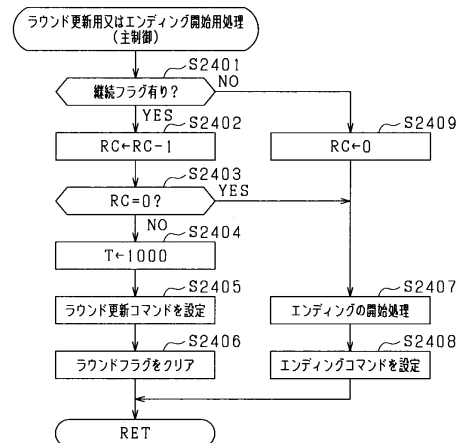 ラウンド更新用又はエンディング開始用処理
(主制御)
S2401
継続フラグ有り?
NO
YES
S2402
RC←RC-1
S2409
RC←0
S2403
RC=0?
YES
NO
S2404
T←1000
S2405
ラウンド更新コマンドを設定
S2407
エンディングの開始処理
S2406
ラウンドフラグをクリア
S2408
エンディングコマンドを設定
RET